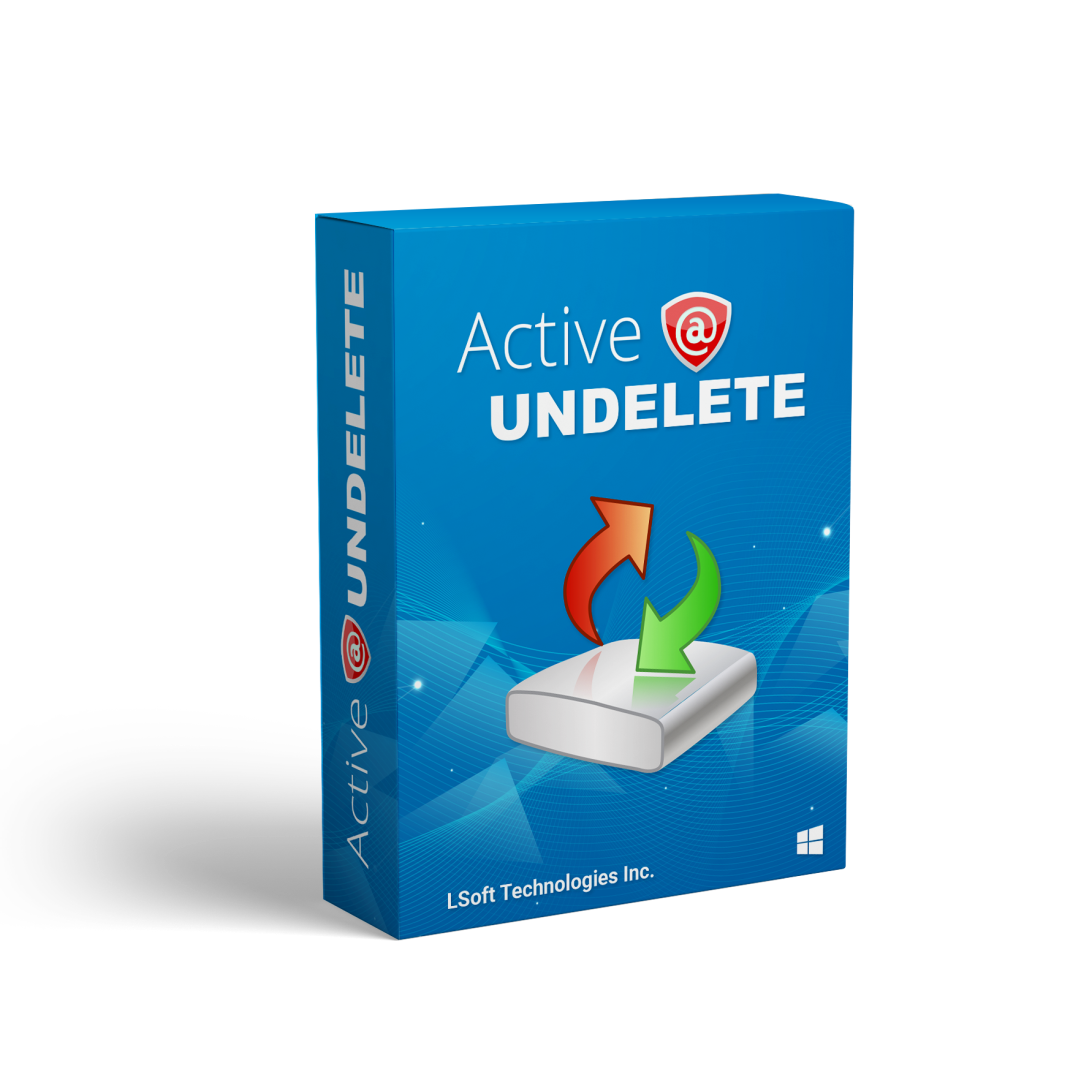 Active @
UNDELETE
LSoft Technologies Inc.
Active @ UNDELETE